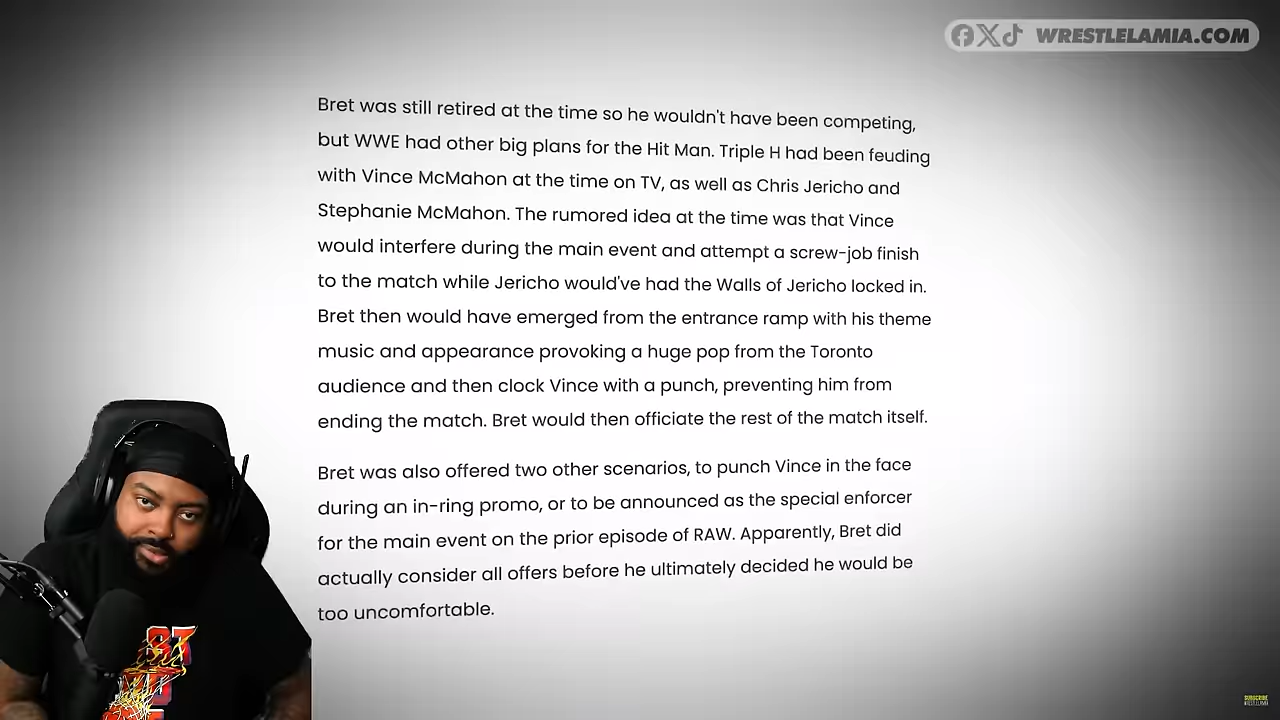 WRESTLELAMIA.COM
Bret was still retired at the time so he wouldn't have been competing,
but WWE had other big plans for the Hit Man. Triple H had been feuding
with Vince McMahon at the time on TV, as well as Chris Jericho and
Stephanie McMahon. The rumored idea at the time was that Vince
would interfere during the main event and attempt a screw-job finish
to the match while Jericho would've had the Walls of Jericho locked in.
Bret then would have emerged from the entrance ramp with his theme
music and appearance provoking a huge pop from the Toronto
audience and then clock Vince with a punch, preventing him from
ending the match. Bret would then officiate the rest of the match itself.
Bret was also offered two other scenarios, to punch Vince in the face
during an in-ring promo, or to be announced as the special enforcer
for the main event on the prior episode of RAW. Apparently, Bret did
actually consider all offers before he ultimately decided he would be
too uncomfortable.
SUBSCRIBE
WRESTLELAMIA